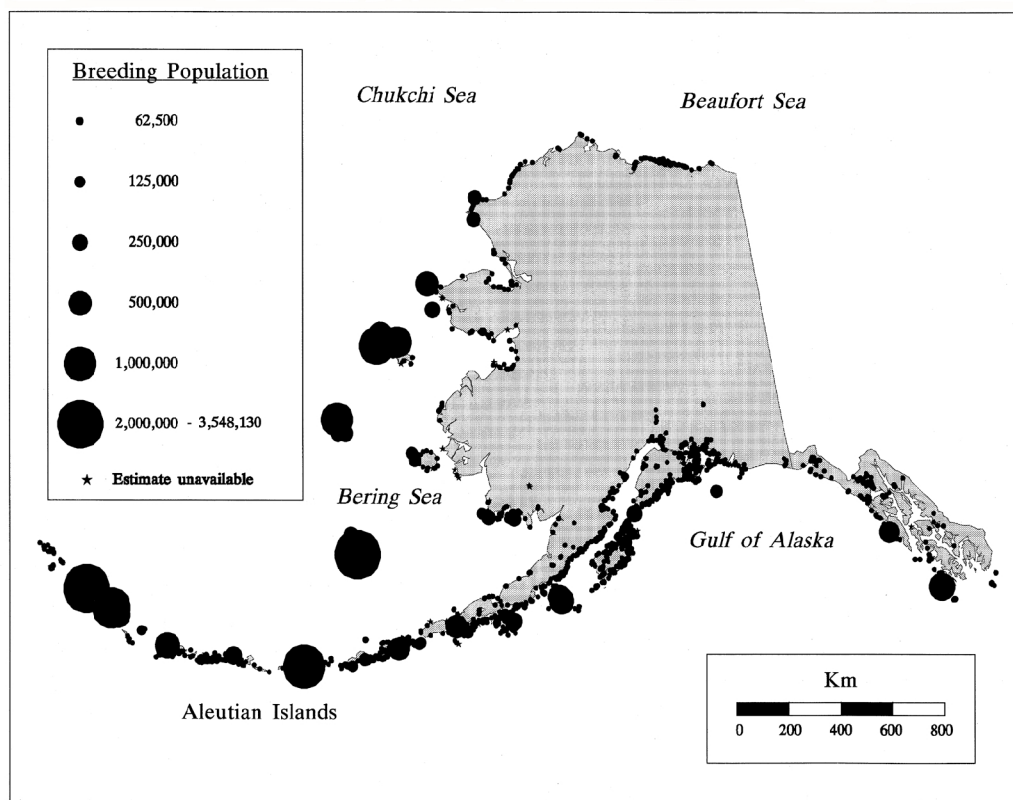 Breeding Population
62,500
125,000
250,000
500,000
1,000,000
2,000,000 - 3,548,130
★ Estimate unavailable
Chukchi Sea
Beaufort Sea
Bering Sea
Gulf of Alaska
Aleutian Islands
Km
0 200 400 600 800